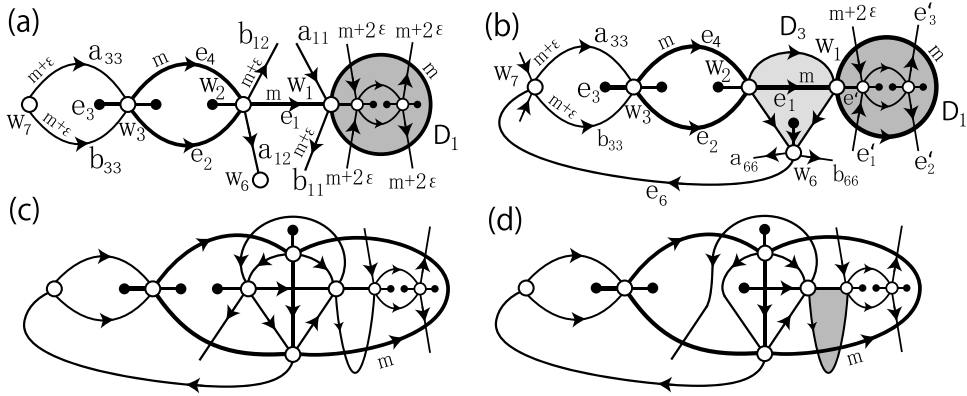 (a)
a₃₃ m e₄ b₁₂ a₁₁ m+2ε m+2ε
m+ε m+ε m
w₇ e₃ w₂ m w₁
w₃ e₁ D₁
m+ε m+ε
b₃₃ e₂ a₁₂ b₁₁ m+2ε m+2ε
w₆
(b)
m+2ε e′₃
a₃₃ m e₄ D₃ w₁ m
m+ε
w₇ e₃ w₂ m
w₃ e₁ e′ D₁
m+ε
b₃₃ e₂ a₆₆ b₆₆ e′₁ e′₂
w₆
e₆
(c)
m
(d)
m